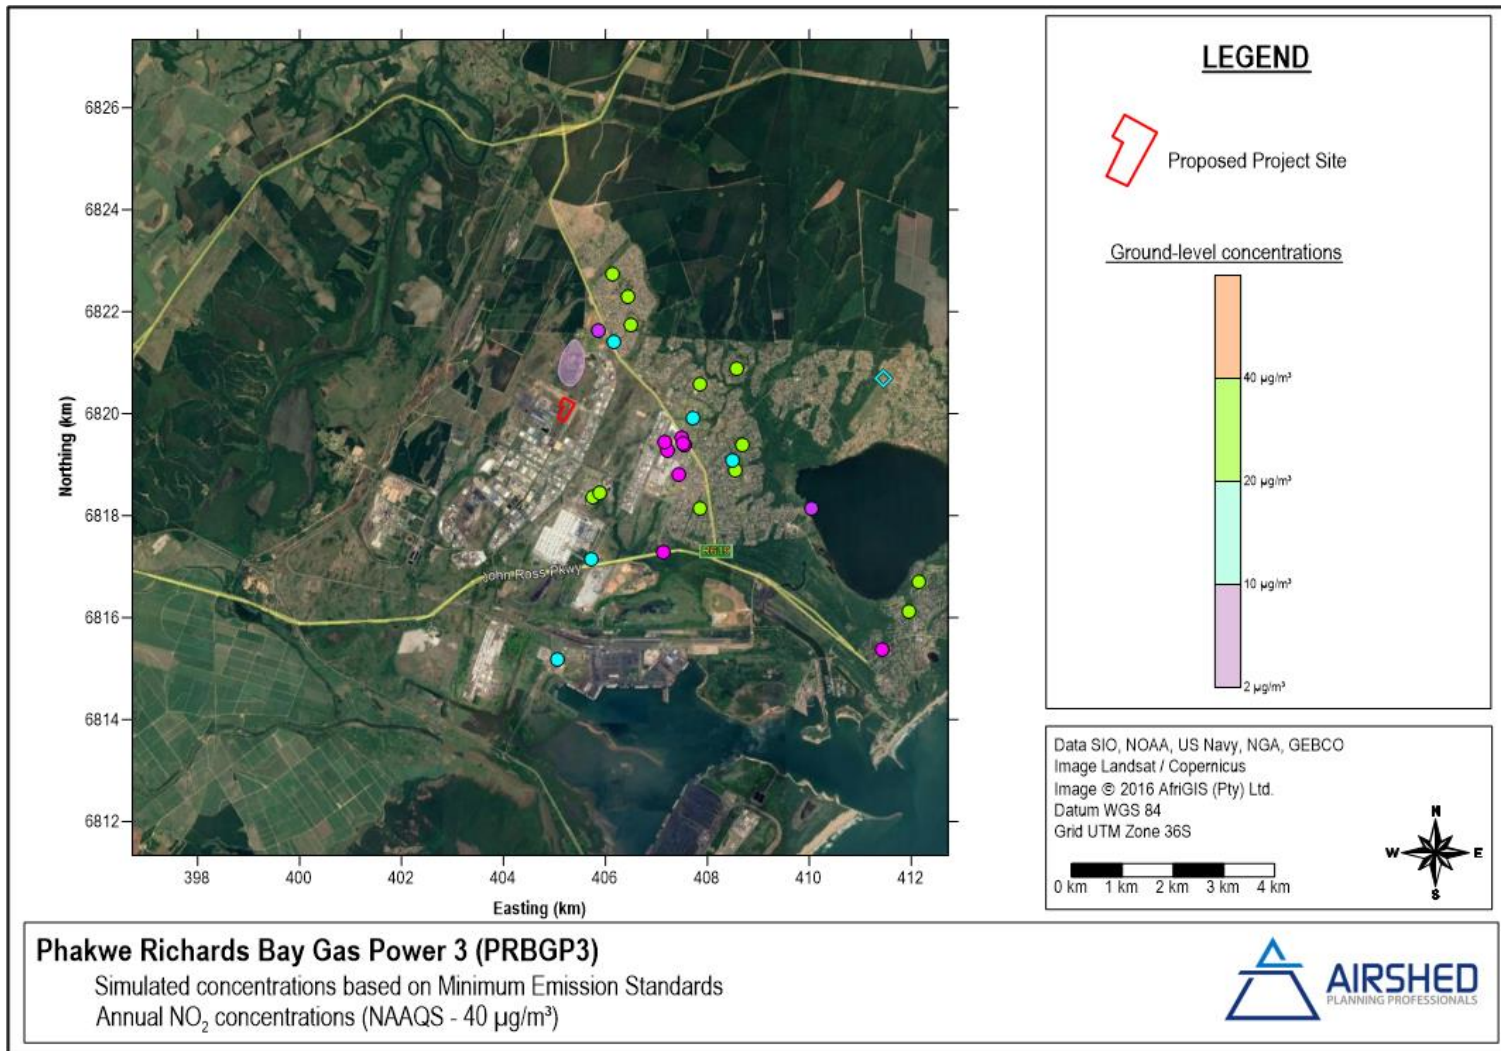 LEGEND
Proposed Project Site
Ground-level concentrations
40 µg/m³
20 µg/m³
10 µg/m³
2 µg/m³
6826
6824
6822
6820
6818
6816
6814
6812
Northing (km)
John Ross Pkwy
398
400
402
404
406
408
410
412
Easting (km)
Data SIO, NOAA, US Navy, NGA, GEBCO
Image Landsat / Copernicus
Image © 2016 AfriGIS (Pty) Ltd.
Datum WGS 84
Grid UTM Zone 36S
0 km 1 km 2 km 3 km 4 km
N
W E
S
Phakwe Richards Bay Gas Power 3 (PRBGP3)
Simulated concentrations based on Minimum Emission Standards
Annual NO₂ concentrations (NAAQS - 40 µg/m³)
AIRSHED
PLANNING PROFESSIONALS